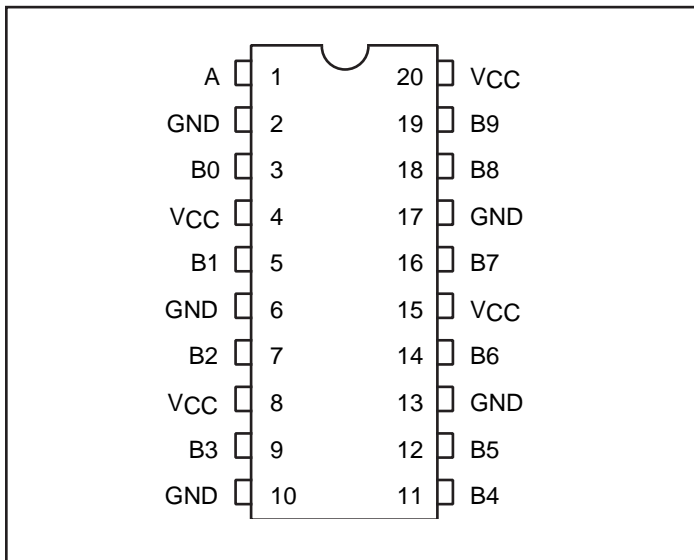 A 1 20 VCC
GND 2 19 B9
B0 3 18 B8
VCC 4 17 GND
B1 5 16 B7
GND 6 15 VCC
B2 7 14 B6
VCC 8 13 GND
B3 9 12 B5
GND 10 11 B4